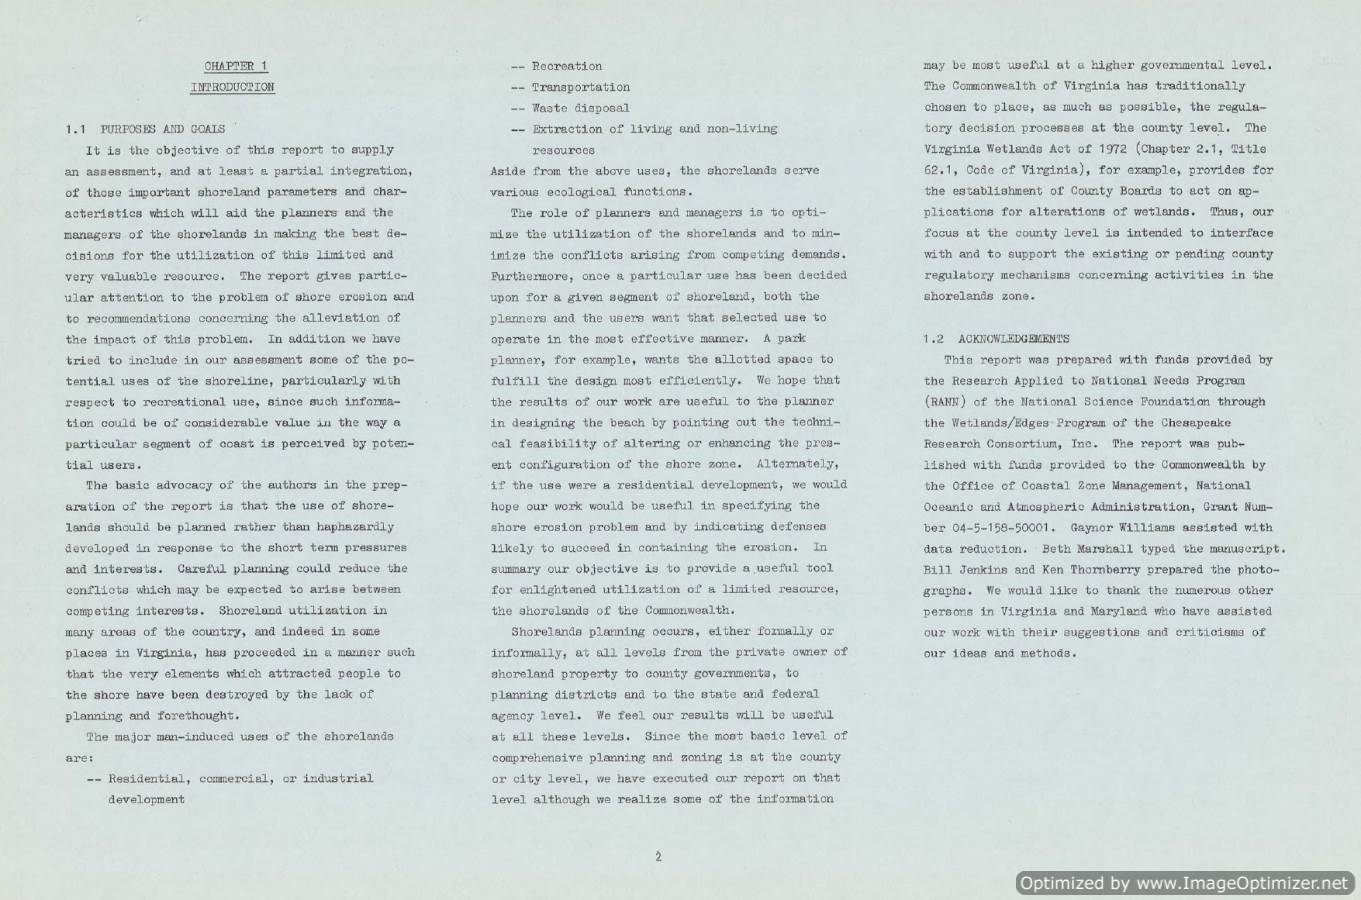 CHAPTER 1
INTRODUCTION
1.1 PURPOSES AND GOALS
It is the objective of this report to supply
an assessment, and at least a partial integration,
of those important shoreland parameters and char-
acteristics which will aid the planners and the
managers of the shorelands in making the best de-
cisions for the utilization of this limited and
very valuable resource. The report gives partic-
ular attention to the problem of shore erosion and
to recommendations concerning the alleviation of
the impact of this problem. In addition we have
tried to include in our assessment some of the po-
tential uses of the shoreline, particularly with
respect to recreational use, since such informa-
tion could be of considerable value in the way a
particular segment of coast is perceived by poten-
tial users.
The basic advocacy of the authors in the prep-
aration of the report is that the use of shore-
lands should be planned rather than haphazardly
developed in response to the short term pressures
and interests. Careful planning could reduce the
conflicts which may be expected to arise between
competing interests. Shoreland utilization in
many areas of the country, and indeed in some
places in Virginia, has proceeded in a manner such
that the very elements which attracted people to
the shore have been destroyed by the lack of
planning and forethought.
The major man-induced uses of the shorelands
are:
-- Residential, commercial, or industrial
development
-- Recreation
-- Transportation
-- Waste disposal
-- Extraction of living and non-living
resources
Aside from the above uses, the shorelands serve
various ecological functions.
The role of planners and managers is to opti-
mize the utilization of the shorelands and to min-
imize the conflicts arising from competing demands.
Furthermore, once a particular use has been decided
upon for a given segment of shoreland, both the
planners and the users want that selected use to
operate in the most effective manner. A park
planner, for example, wants the allotted space to
fulfill the design most efficiently. We hope that
the results of our work are useful to the planner
in designing the beach by pointing out the techni-
cal feasibility of altering or enhancing the pres-
ent configuration of the shore zone. Alternately,
if the use were a residential development, we would
hope our work would be useful in specifying the
shore erosion problem and by indicating defenses
likely to succeed in containing the erosion. In
summary our objective is to provide a useful tool
for enlightened utilization of a limited resource,
the shorelands of the Commonwealth.
Shorelands planning occurs, either formally or
informally, at all levels from the private owner of
shoreland property to county governments, to
planning districts and to the state and federal
agency level. We feel our results will be useful
at all these levels. Since the most basic level of
comprehensive planning and zoning is at the county
or city level, we have executed our report on that
level although we realize some of the information
may be most useful at a higher governmental level.
The Commonwealth of Virginia has traditionally
chosen to place, as much as possible, the regula-
tory decision processes at the county level. The
Virginia Wetlands Act of 1972 (Chapter 2.1, Title
62.1, Code of Virginia), for example, provides for
the establishment of County Boards to act on ap-
plications for alterations of wetlands. Thus, our
focus at the county level is intended to interface
with and to support the existing or pending county
regulatory mechanisms concerning activities in the
shorelands zone.
1.2 ACKNOWLEDGEMENTS
This report was prepared with funds provided by
the Research Applied to National Needs Program
(RANN) of the National Science Foundation through
the Wetlands/Edges Program of the Chesapeake
Research Consortium, Inc. The report was pub-
lished with funds provided to the Commonwealth by
the Office of Coastal Zone Management, National
Oceanic and Atmospheric Administration, Grant Num-
ber 04-5-158-50001. Gaynor Williams assisted with
data reduction. Beth Marshall typed the manuscript.
Bill Jenkins and Ken Thornberry prepared the photo-
graphs. We would like to thank the numerous other
persons in Virginia and Maryland who have assisted
our work with their suggestions and criticisms of
our ideas and methods.
2
Optimized by www.ImageOptimizer.net